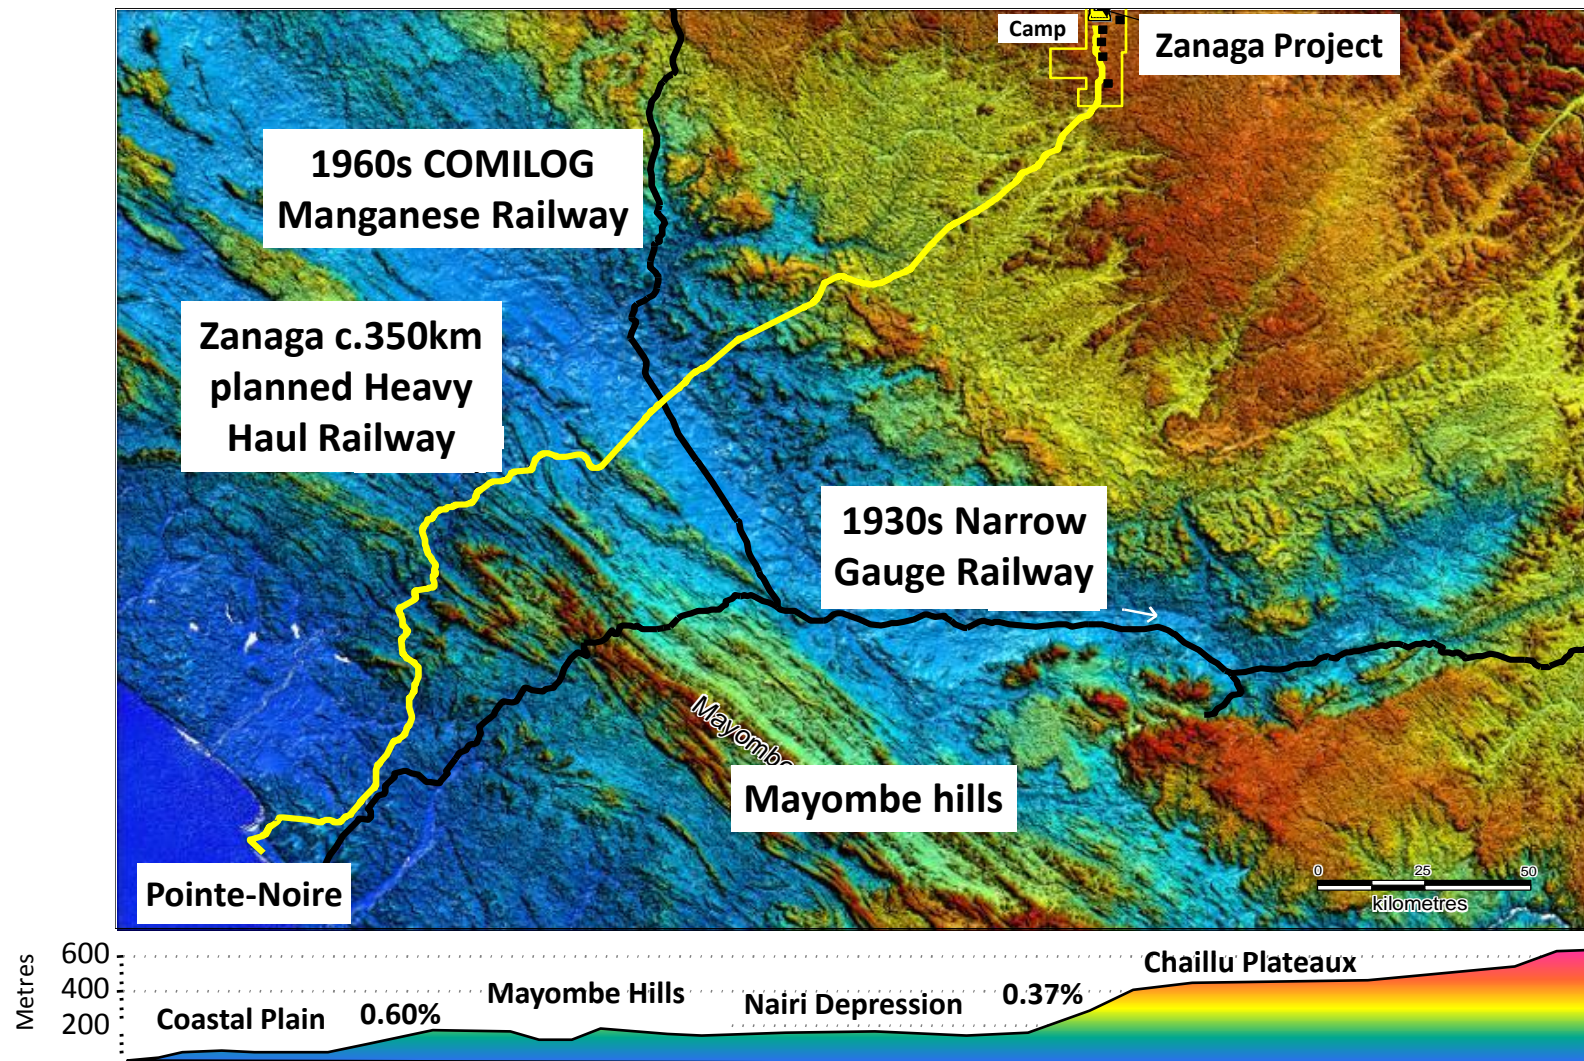 Camp
Zanaga Project
1960s COMILOG
Manganese Railway
Zanaga c.350km
planned Heavy
Haul Railway
1930s Narrow
Gauge Railway
Mayombe
Mayombe hills
Pointe-Noire
0 25 50
kilometres
Metres
600
400
200
Coastal Plain
0.60%
Mayombe Hills
Nairi Depression
0.37%
Chaillu Plateaux